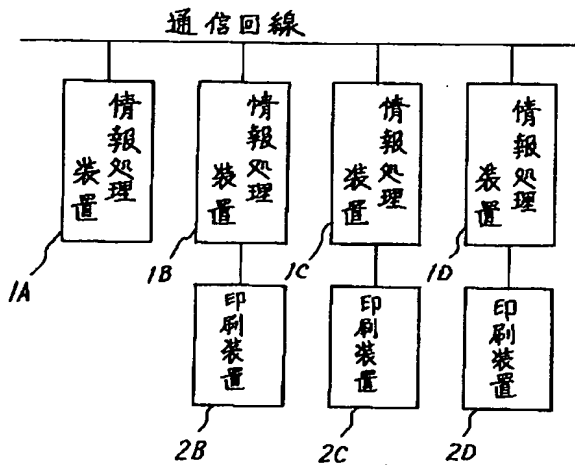 通信回線
情報処理装置
情報処理装置
情報処理装置
情報処理装置
1A
1B
1C
1D
印刷装置
印刷装置
印刷装置
2B
2C
2D